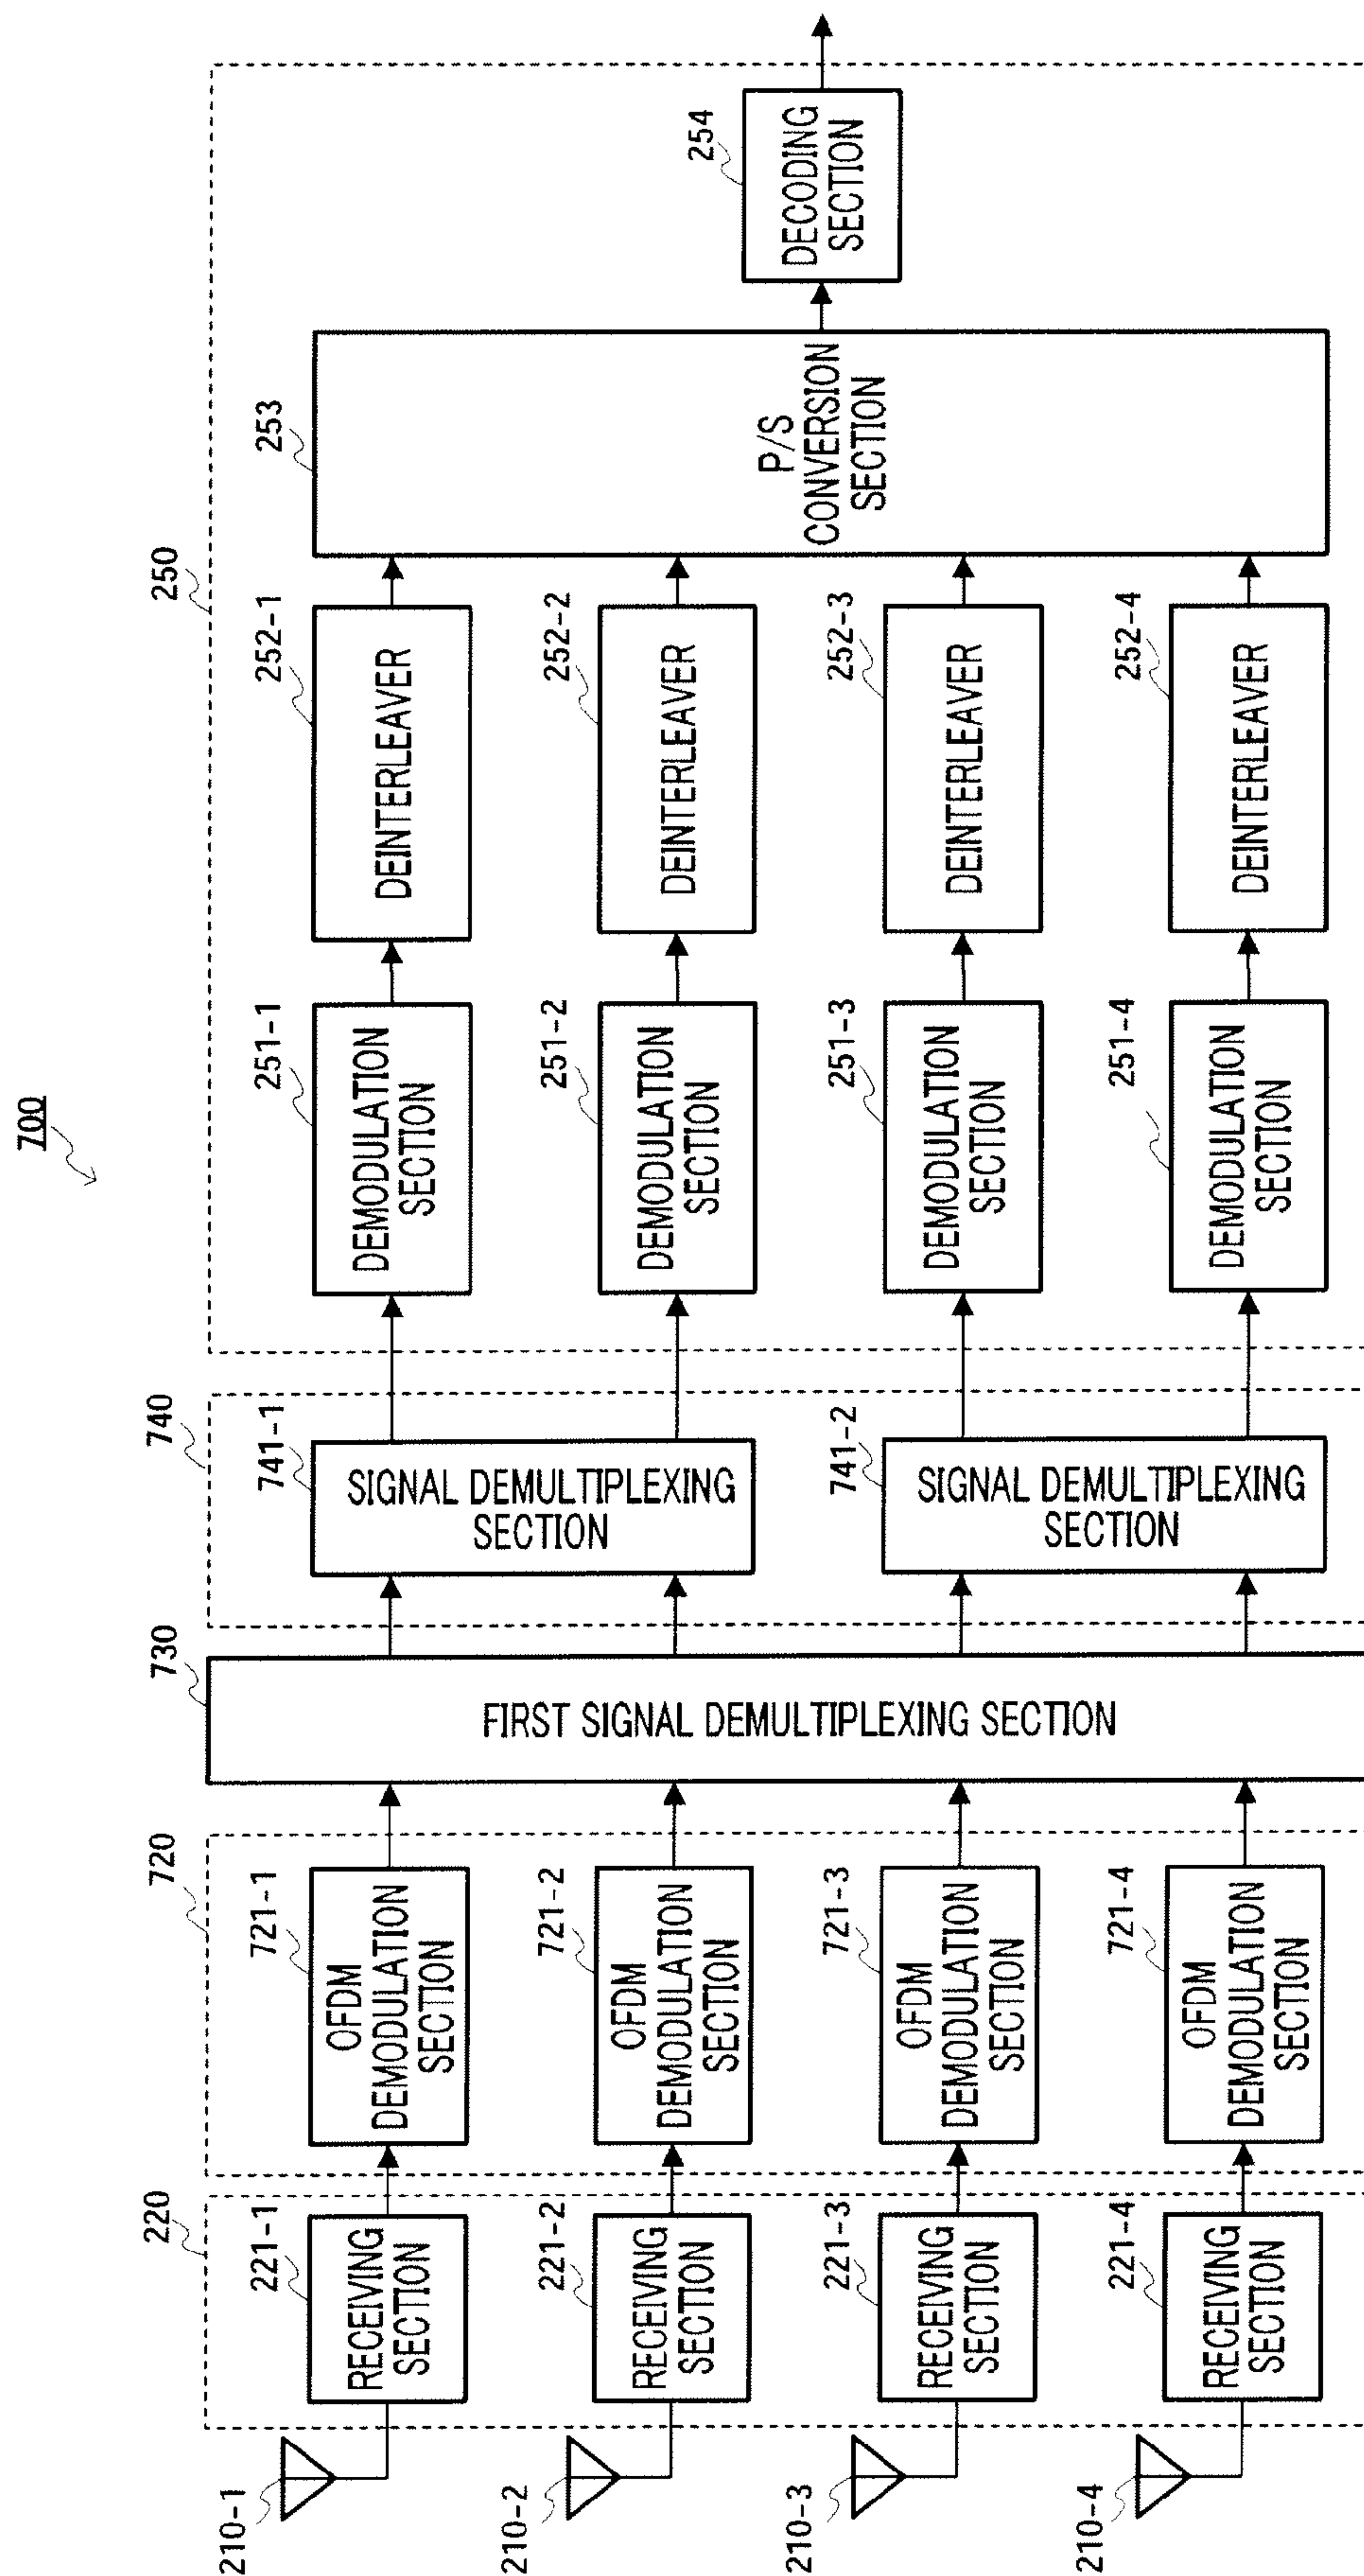 700
210-1
210-2
210-3
210-4
220
221-1
RECEIVING
SECTION
221-2
RECEIVING
SECTION
221-3
RECEIVING
SECTION
221-4
RECEIVING
SECTION
720
721-1
OFDM
DEMODULATION
SECTION
721-2
OFDM
DEMODULATION
SECTION
721-3
OFDM
DEMODULATION
SECTION
721-4
OFDM
DEMODULATION
SECTION
730
FIRST SIGNAL DEMULTIPLEXING SECTION
740
741-1
SIGNAL DEMULTIPLEXING
SECTION
741-2
SIGNAL DEMULTIPLEXING
SECTION
250
251-1
DEMODULATION
SECTION
251-2
DEMODULATION
SECTION
251-3
DEMODULATION
SECTION
251-4
DEMODULATION
SECTION
252-1
DEINTERLEAVER
252-2
DEINTERLEAVER
252-3
DEINTERLEAVER
252-4
DEINTERLEAVER
253
P/S
CONVERSION
SECTION
254
DECODING
SECTION